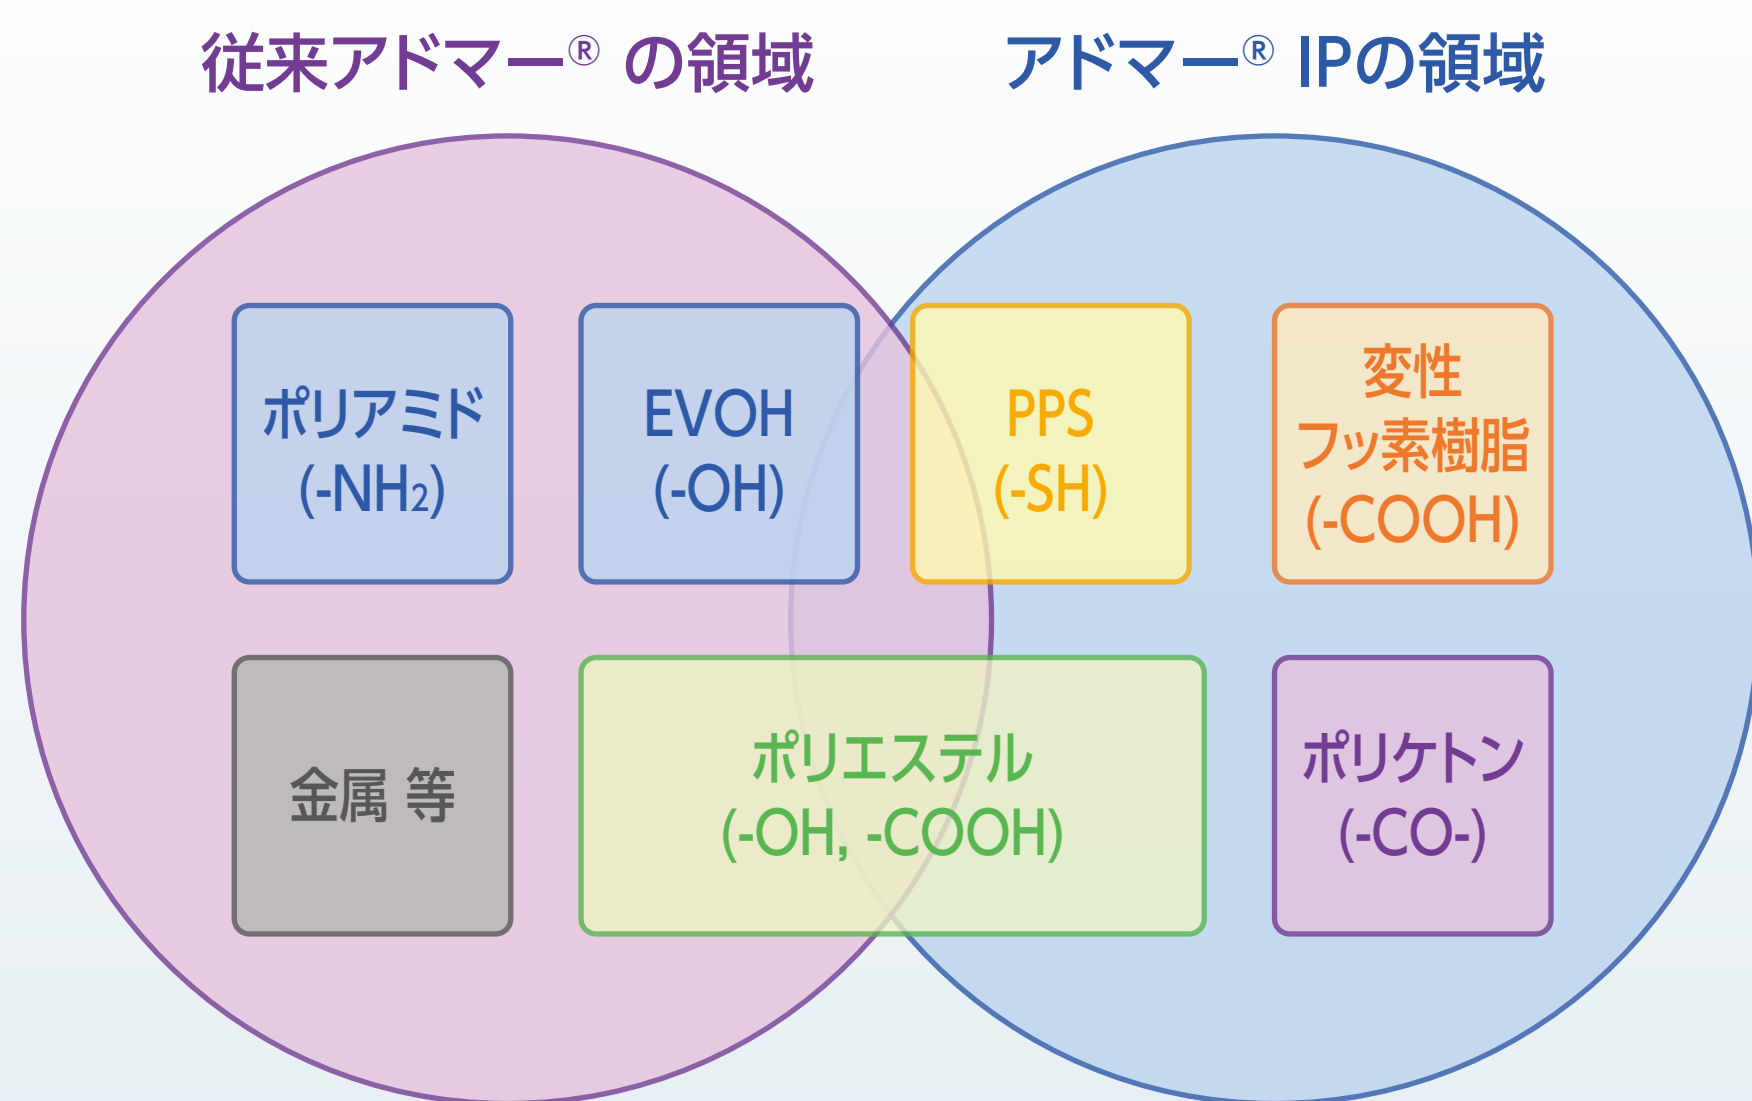 従来アドマー® の領域
アドマー® IPの領域
ポリアミド
(-NH₂)
EVOH
(-OH)
PPS
(-SH)
変性
フッ素樹脂
(-COOH)
金属 等
ポリエステル
(-OH, -COOH)
ポリケトン
(-CO-)